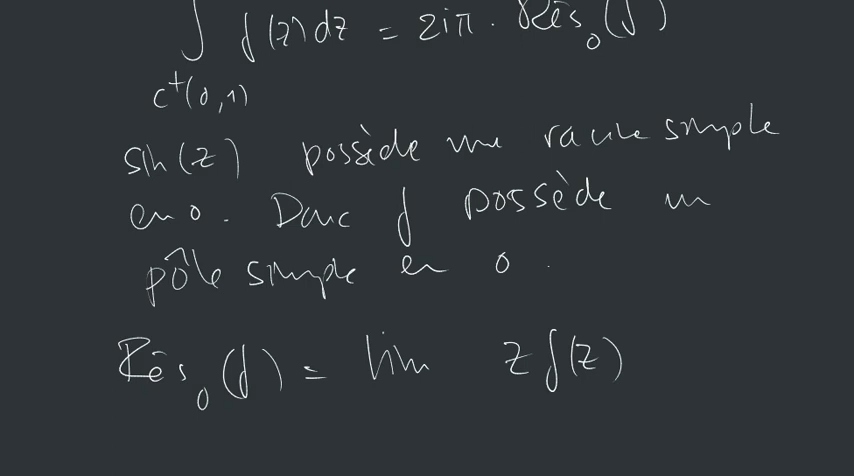 ∫ f(z)dz = 2iπ · Rés₀(f)
C⁺(0,1)
sin(z) possède une racine simple
en 0. Donc f possède un
pôle simple en 0.
Rés₀(f) = lim z f(z)